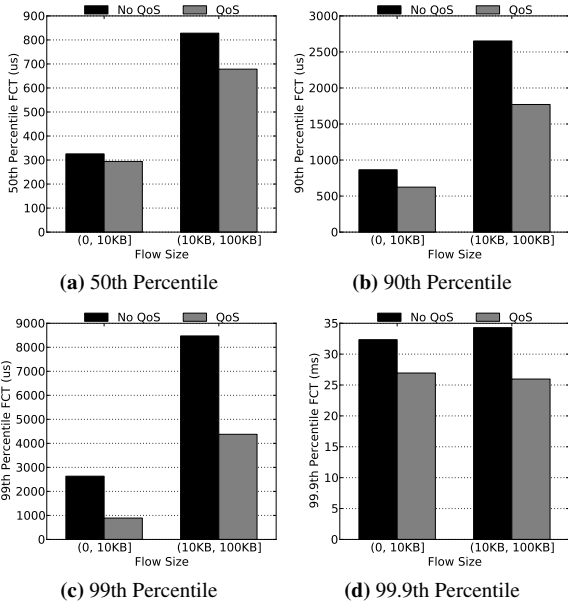 No QoS QoS
50th Percentile FCT (us)
900
800
700
600
500
400
300
200
100
0
(0, 10KB] (10KB, 100KB]
Flow Size
(a) 50th Percentile
No QoS QoS
90th Percentile FCT (us)
3000
2500
2000
1500
1000
500
0
(0, 10KB] (10KB, 100KB]
Flow Size
(b) 90th Percentile
No QoS QoS
99th Percentile FCT (us)
9000
8000
7000
6000
5000
4000
3000
2000
1000
0
(0, 10KB] (10KB, 100KB]
Flow Size
(c) 99th Percentile
No QoS QoS
99.9th Percentile FCT (ms)
35
30
25
20
15
10
5
0
(0, 10KB] (10KB, 100KB]
Flow Size
(d) 99.9th Percentile